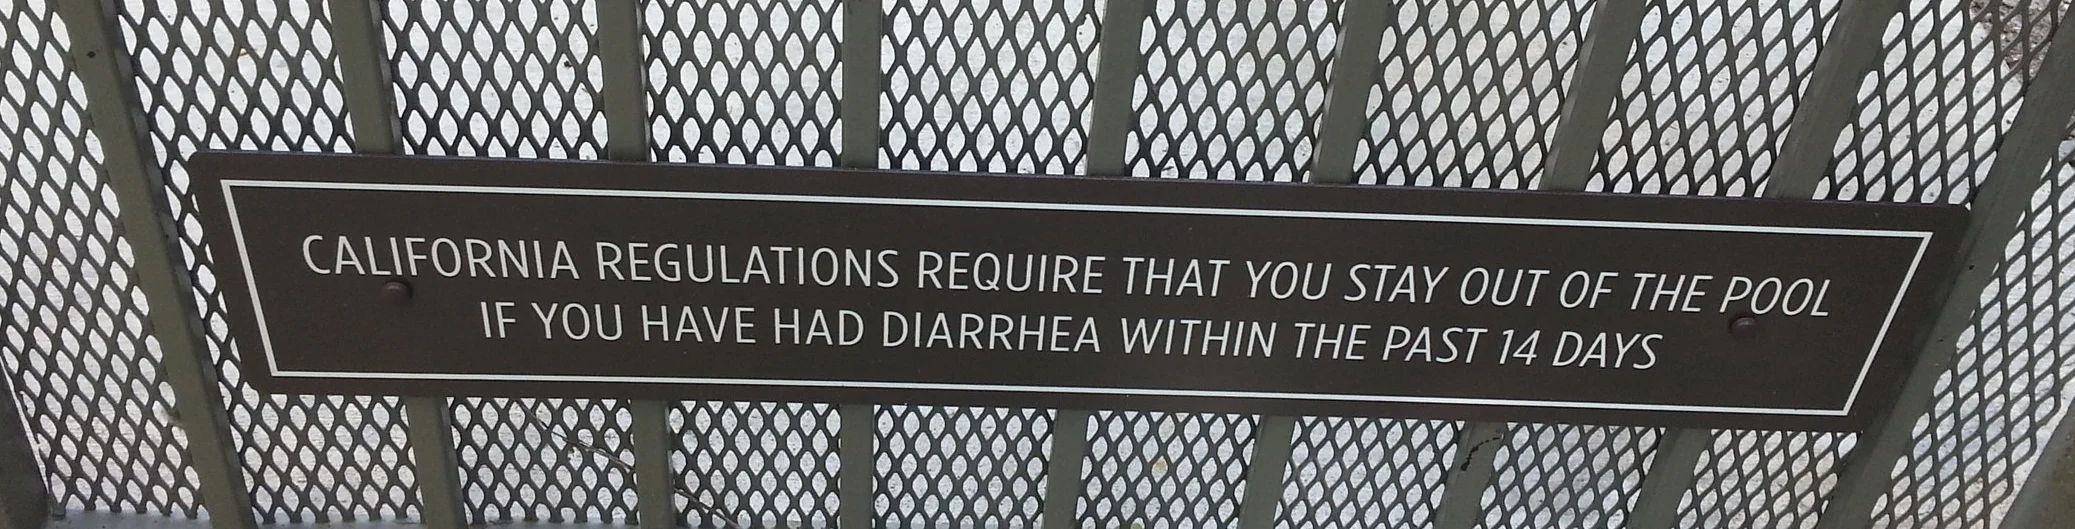 CALIFORNIA REGULATIONS REQUIRE THAT YOU STAY OUT OF THE POOL
IF YOU HAVE HAD DIARRHEA WITHIN THE PAST 14 DAYS